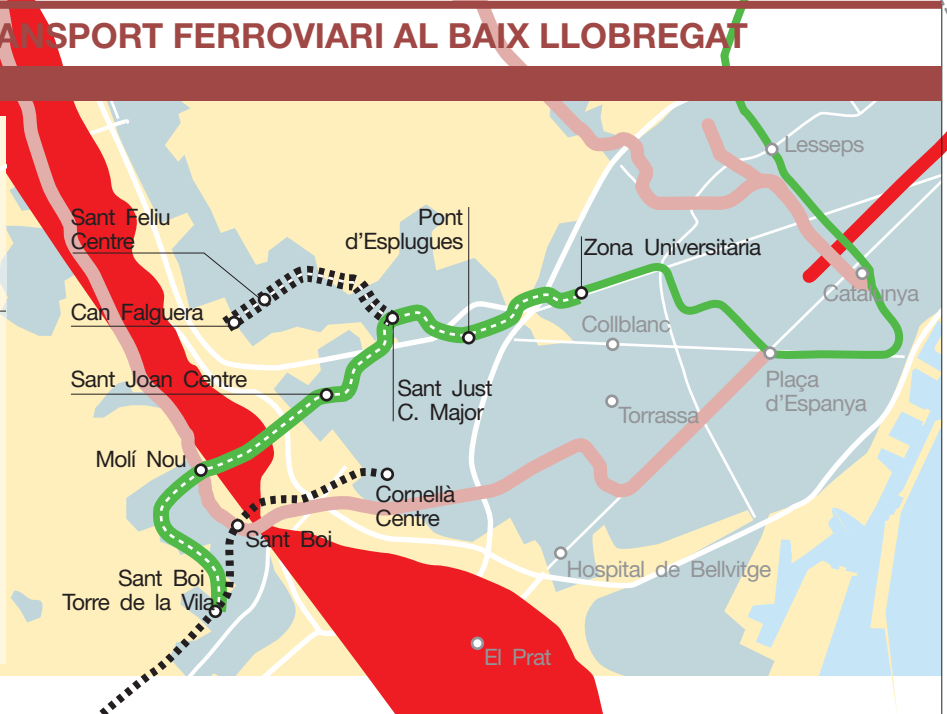 ANSPORT FERROVIARI AL BAIX LLOBREGAT
Lesseps
Sant Feliu
Centre
Pont
d'Esplugues
Zona Universitària
Catalunya
Can Falguera
Collblanc
Sant Joan Centre
Sant Just
C. Major
Plaça
d'Espanya
Torrassa
Molí Nou
Cornellà
Centre
Sant Boi
Hospital de Bellvitge
Sant Boi
Torre de la Vila
El Prat